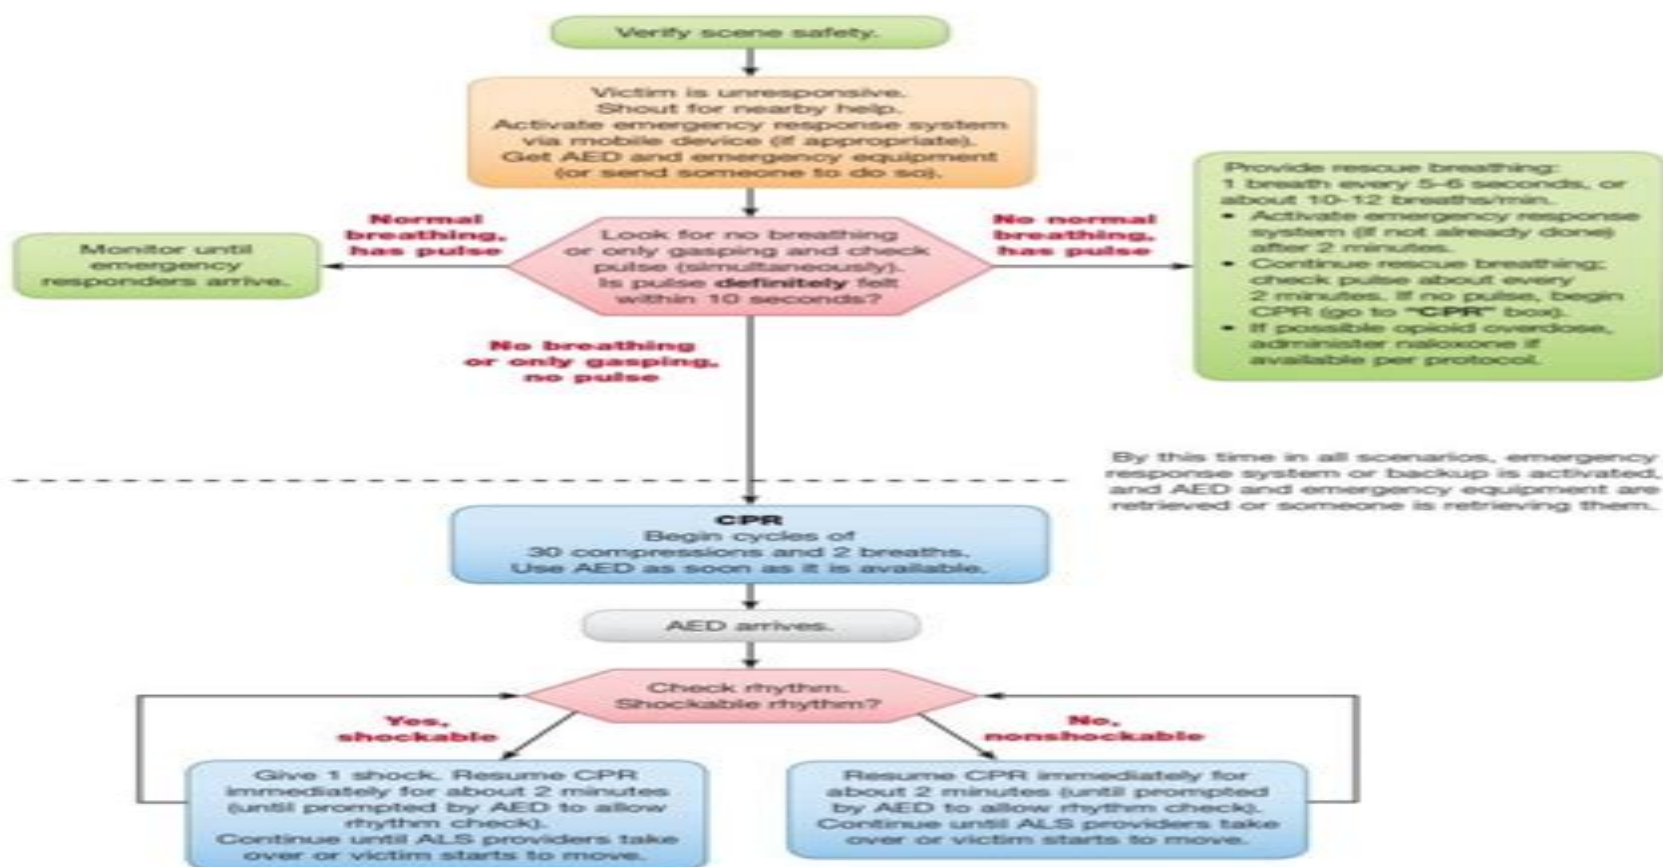 Verify scene safety.
Victim is unresponsive.
Shout for nearby help.
Activate emergency response system
via mobile device (if appropriate).
Get AED and emergency equipment
(or send someone to do so).
Normal
breathing,
has pulse
Monitor until
emergency
responders arrive.
Look for no breathing
or only gasping and check
pulse (simultaneously).
Is pulse definitely felt
within 10 seconds?
No normal
breathing,
has pulse
Provide rescue breathing:
1 breath every 5-6 seconds, or
about 10-12 breaths/min.
• Activate emergency response
system (if not already done)
after 2 minutes.
• Continue rescue breathing;
check pulse about every
2 minutes. If no pulse, begin
CPR (go to "CPR" box).
• If possible opioid overdose,
administer naloxone if
available per protocol.
No breathing
or only gasping,
no pulse
By this time in all scenarios, emergency
response system or backup is activated,
and AED and emergency equipment are
retrieved or someone is retrieving them.
CPR
Begin cycles of
30 compressions and 2 breaths.
Use AED as soon as it is available.
AED arrives.
Check rhythm.
Shockable rhythm?
Yes,
shockable
No,
nonshockable
Give 1 shock. Resume CPR
immediately for about 2 minutes
(until prompted by AED to allow
rhythm check).
Continue until ALS providers take
over or victim starts to move.
Resume CPR immediately for
about 2 minutes (until prompted
by AED to allow rhythm check).
Continue until ALS providers take
over or victim starts to move.